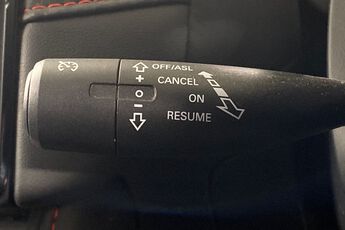 OFF/ASL
+ CANCEL
O ON
- RESUME